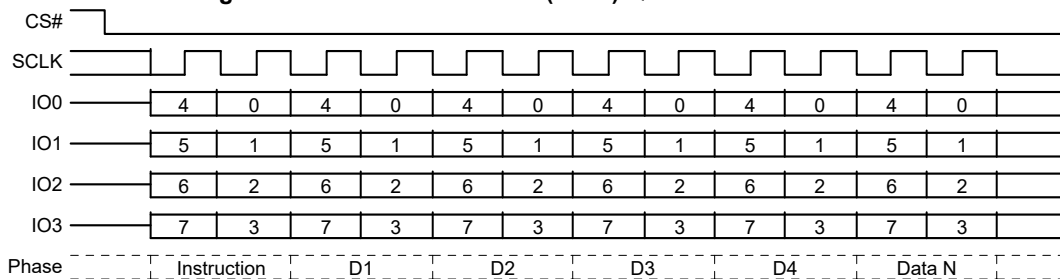 CS#
SCLK
IO0 4 0 4 0 4 0 4 0 4 0 4 0
IO1 5 1 5 1 5 1 5 1 5 1 5 1
IO2 6 2 6 2 6 2 6 2 6 2 6 2
IO3 7 3 7 3 7 3 7 3 7 3 7 3
Phase Instruction D1 D2 D3 D4 Data N